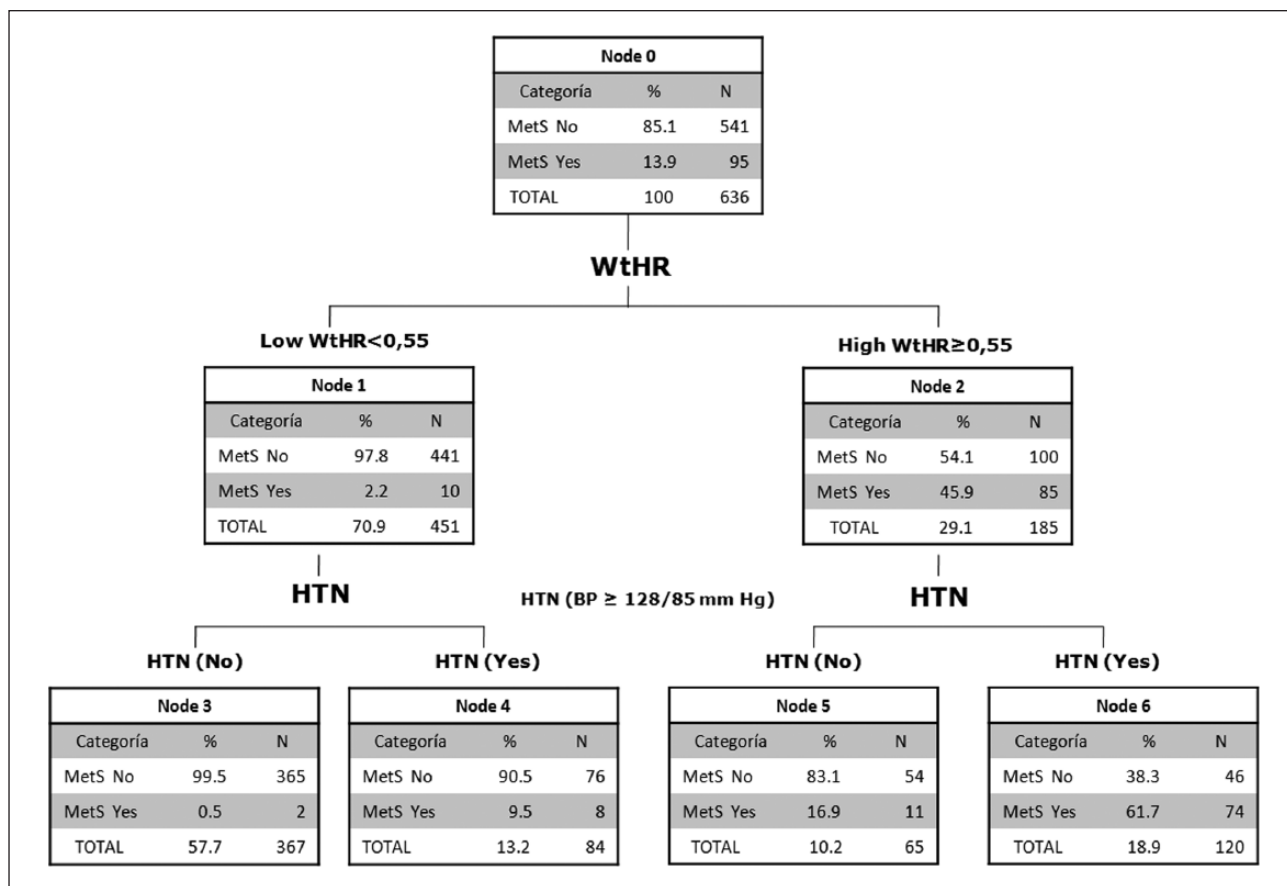 Node 0
Categoría % N
MetS No 85.1 541
MetS Yes 13.9 95
TOTAL 100 636
WtHR
Low WtHR<0,55
High WtHR≥0,55
Node 1
Categoría % N
MetS No 97.8 441
MetS Yes 2.2 10
TOTAL 70.9 451
Node 2
Categoría % N
MetS No 54.1 100
MetS Yes 45.9 85
TOTAL 29.1 185
HTN
HTN (BP ≥ 128/85 mm Hg)
HTN
HTN (No)
HTN (Yes)
HTN (No)
HTN (Yes)
Node 3
Categoría % N
MetS No 99.5 365
MetS Yes 0.5 2
TOTAL 57.7 367
Node 4
Categoría % N
MetS No 90.5 76
MetS Yes 9.5 8
TOTAL 13.2 84
Node 5
Categoría % N
MetS No 83.1 54
MetS Yes 16.9 11
TOTAL 10.2 65
Node 6
Categoría % N
MetS No 38.3 46
MetS Yes 61.7 74
TOTAL 18.9 120